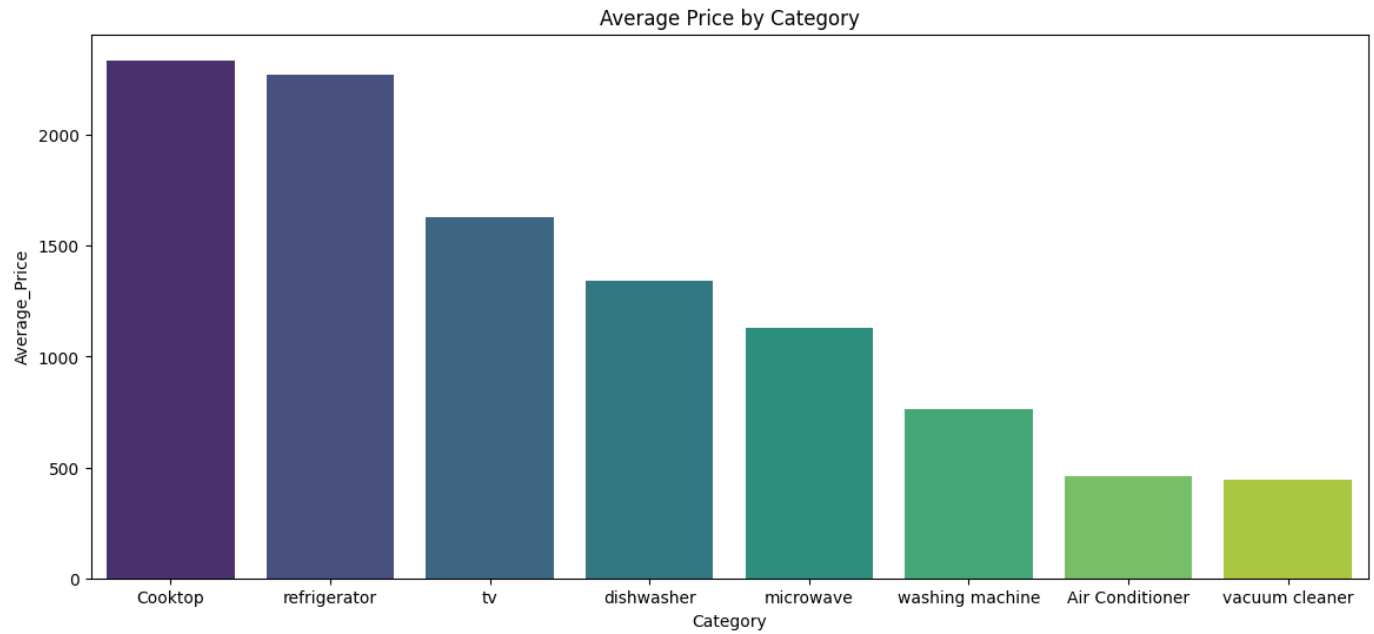 Average Price by Category
Average_Price
2000
1500
1000
500
0
Cooktop refrigerator tv dishwasher microwave washing machine Air Conditioner vacuum cleaner
Category